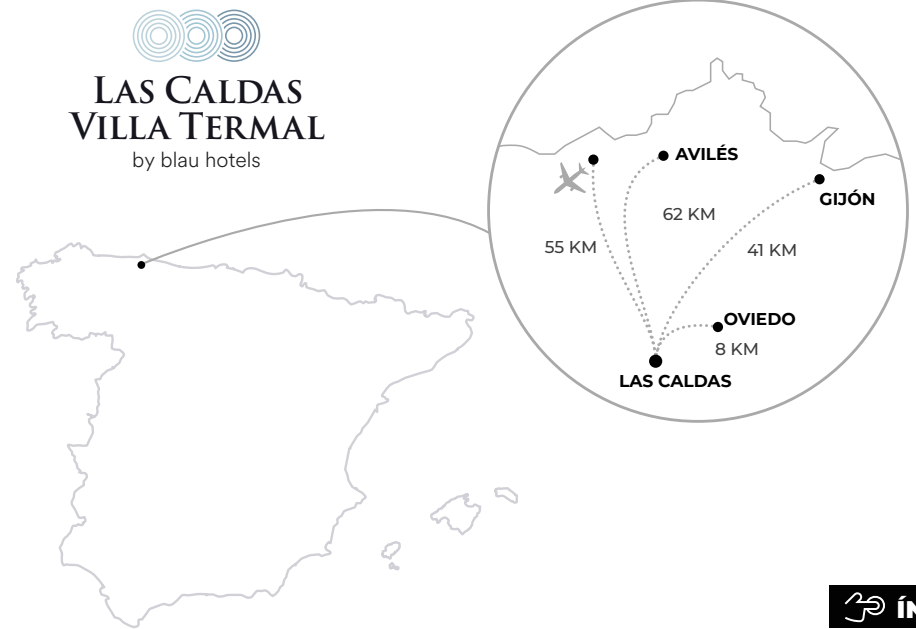 LAS CALDAS
VILLA TERMAL
by blau hotels
AVILÉS
GIJÓN
62 KM
55 KM
41 KM
OVIEDO
8 KM
LAS CALDAS